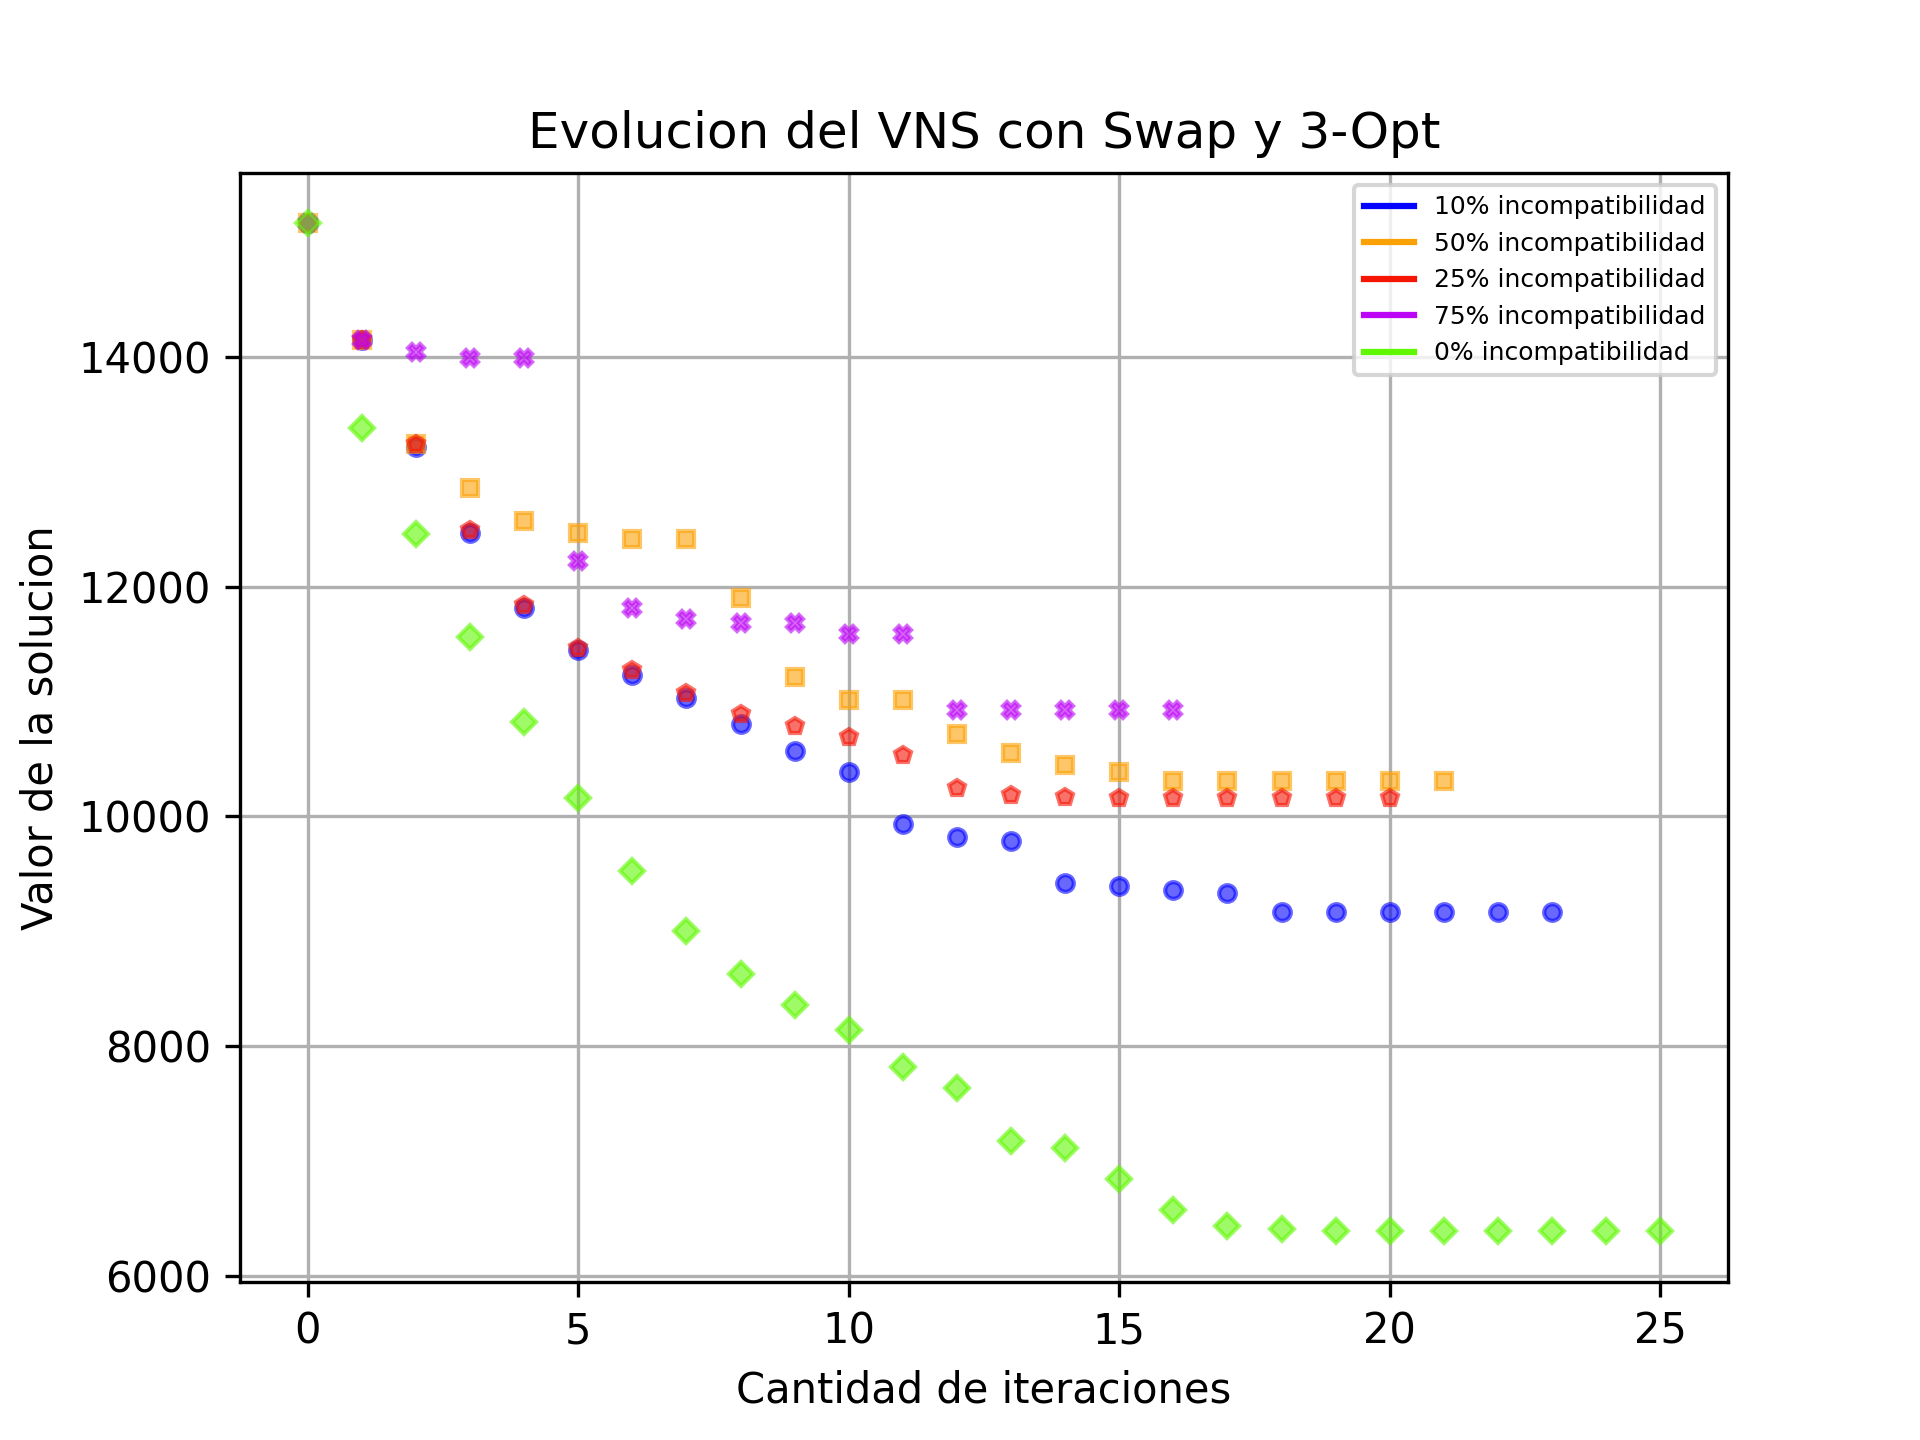 Evolucion del VNS con Swap y 3-Opt
10% incompatibilidad
50% incompatibilidad
25% incompatibilidad
75% incompatibilidad
0% incompatibilidad
Valor de la solucion
14000
12000
10000
8000
6000
0 5 10 15 20 25
Cantidad de iteraciones